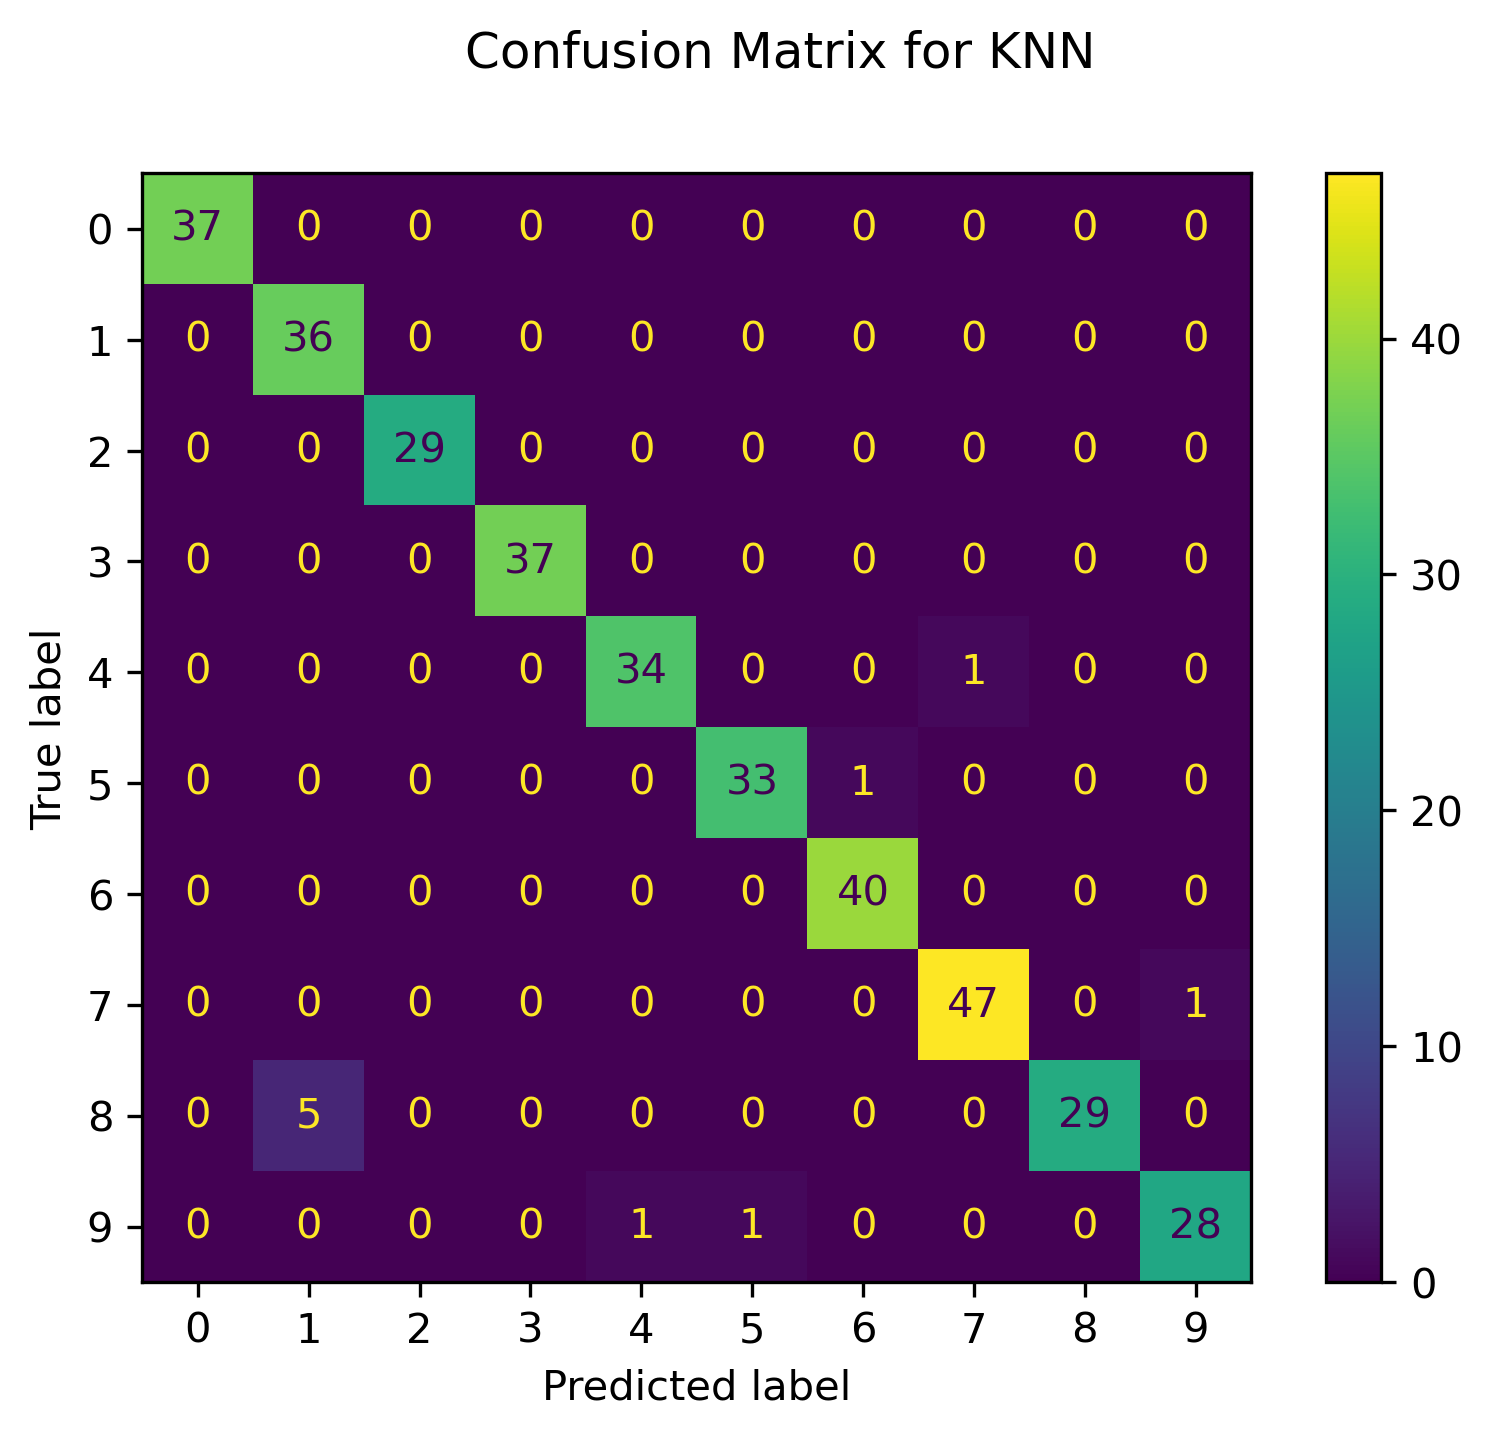 Confusion Matrix for KNN
0 37 0 0 0 0 0 0 0 0 0
1 0 36 0 0 0 0 0 0 0 0
2 0 0 29 0 0 0 0 0 0 0
3 0 0 0 37 0 0 0 0 0 0
4 0 0 0 0 34 0 0 1 0 0
5 0 0 0 0 0 33 1 0 0 0
6 0 0 0 0 0 0 40 0 0 0
7 0 0 0 0 0 0 0 47 0 1
8 0 5 0 0 0 0 0 0 29 0
9 0 0 0 0 1 1 0 0 0 28
0 1 2 3 4 5 6 7 8 9
Predicted label
True label
40
30
20
10
0